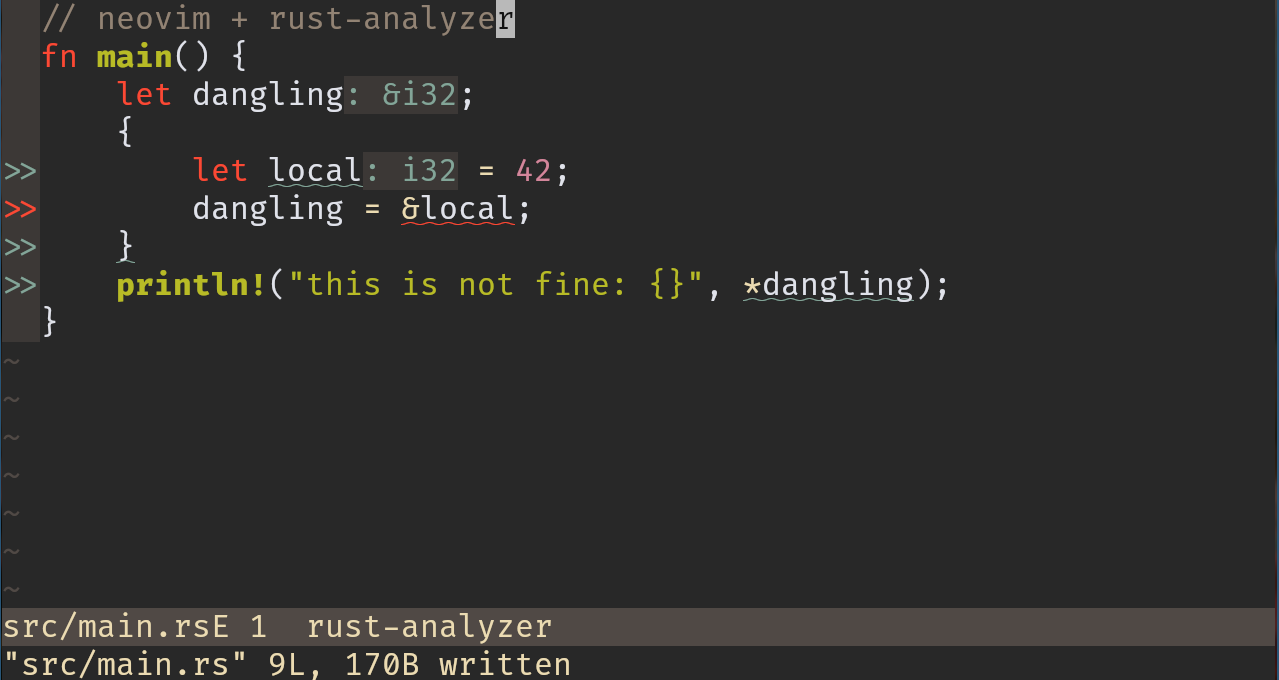 // neovim + rust-analyzer
fn main() {
let dangling: &i32;
{
>> let local: i32 = 42;
>> dangling = &local;
>> }
>> println!("this is not fine: {}", *dangling);
}
~
~
~
~
~
~
~
src/main.rsE 1 rust-analyzer
"src/main.rs" 9L, 170B written